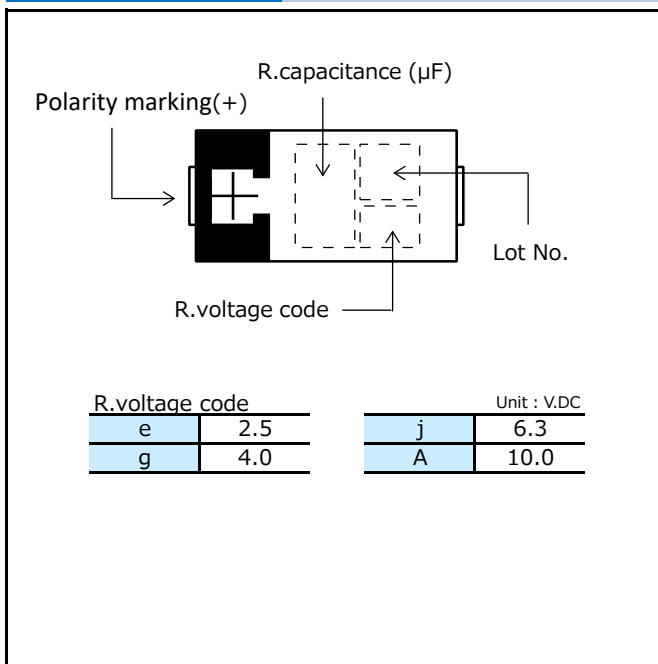 R.capacitance (µF)
Polarity marking(+)
Lot No.
R.voltage code
R.voltage code
Unit : V.DC
e 2.5 j 6.3
g 4.0 A 10.0